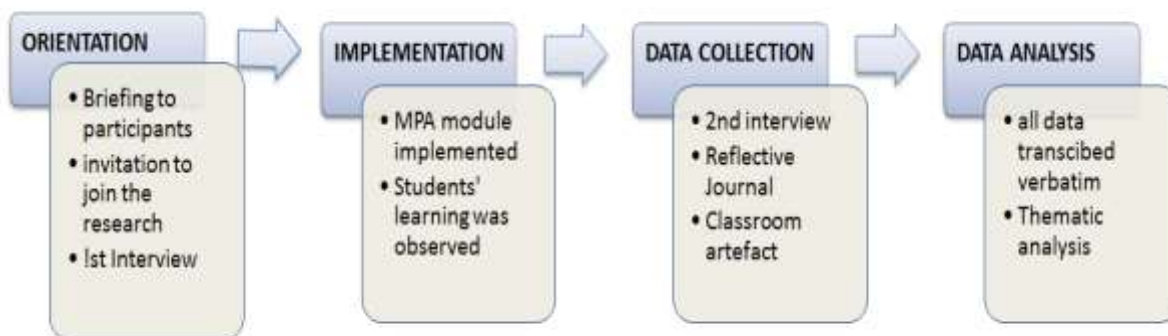 ORIENTATION
• Briefing to
participants
• invitation to
join the
research
• !st Interview
IMPLEMENTATION
• MPA module
implemented
• Students'
learning was
observed
DATA COLLECTION
• 2nd interview
• Reflective
Journal
• Classroom
artefact
DATA ANALYSIS
• all data
transcibed
verbatim
• Thematic
analysis